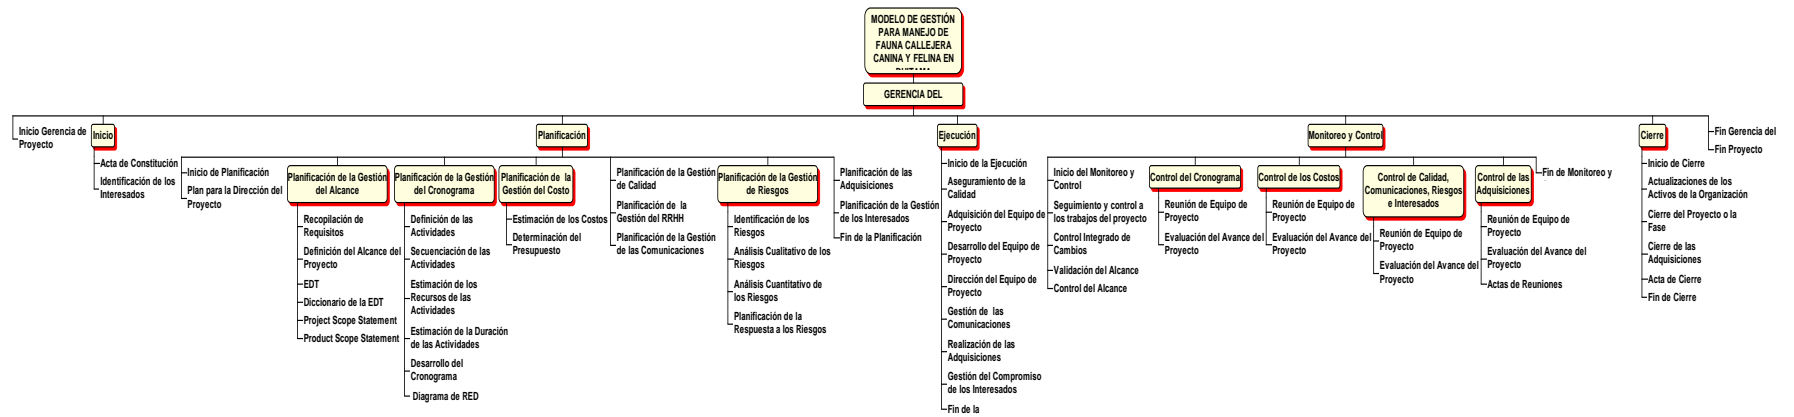 MODELO DE GESTIÓN
PARA MANEJO DE
FAUNA CALLEJERA
CANINA Y FELINA EN
GERENCIA DEL
Inicio Gerencia de
Proyecto
Inicio
Acta de Constitución
Identificación de los
Interesados
Planificación
Inicio de Planificación
Plan para la Dirección del
Proyecto
Planificación de la Gestión
del Alcance
Recopilación de
Requisitos
Definición del Alcance del
Proyecto
EDT
Diccionario de la EDT
Project Scope Statement
Product Scope Statement
Planificación de la Gestión
del Cronograma
Definición de las
Actividades
Secuenciación de las
Actividades
Estimación de los
Recursos de las
Actividades
Estimación de la Duración
de las Actividades
Desarrollo del
Cronograma
Diagrama de RED
Planificación de la
Gestión del Costo
Estimación de los Costos
Determinación del
Presupuesto
Planificación de la Gestión
de Calidad
Planificación de la
Gestión del RRHH
Planificación de la Gestión
de las Comunicaciones
Planificación de la Gestión
de Riesgos
Identificación de los
Riesgos
Análisis Cualitativo de los
Riesgos
Análisis Cuantitativo de
los Riesgos
Planificación de la
Respuesta a los Riesgos
Planificación de las
Adquisiciones
Planificación de la Gestión
de los Interesados
Fin de la Planificación
Ejecución
Inicio de la Ejecución
Aseguramiento de la
Calidad
Adquisición del Equipo de
Proyecto
Desarrollo del Equipo de
Proyecto
Dirección del Equipo de
Proyecto
Gestión de las
Comunicaciones
Realización de las
Adquisiciones
Gestión del Compromiso
de los Interesados
Fin de la
Monitoreo y Control
Inicio del Monitoreo y
Control
Seguimiento y control a
los trabajos del proyecto
Control Integrado de
Cambios
Validación del Alcance
Control del Alcance
Control del Cronograma
Reunión de Equipo de
Proyecto
Evaluación del Avance del
Proyecto
Control de los Costos
Reunión de Equipo de
Proyecto
Evaluación del Avance del
Proyecto
Control de Calidad,
Comunicaciones, Riesgos
e Interesados
Reunión de Equipo de
Proyecto
Evaluación del Avance del
Proyecto
Control de las
Adquisiciones
Reunión de Equipo de
Proyecto
Evaluación del Avance del
Proyecto
Actas de Reuniones
Fin de Monitoreo y
Cierre
Inicio de Cierre
Actualizaciones de los
Activos de la Organización
Cierre del Proyecto o la
Fase
Cierre de las
Adquisiciones
Acta de Cierre
Fin de Cierre
Fin Gerencia del
Fin Proyecto